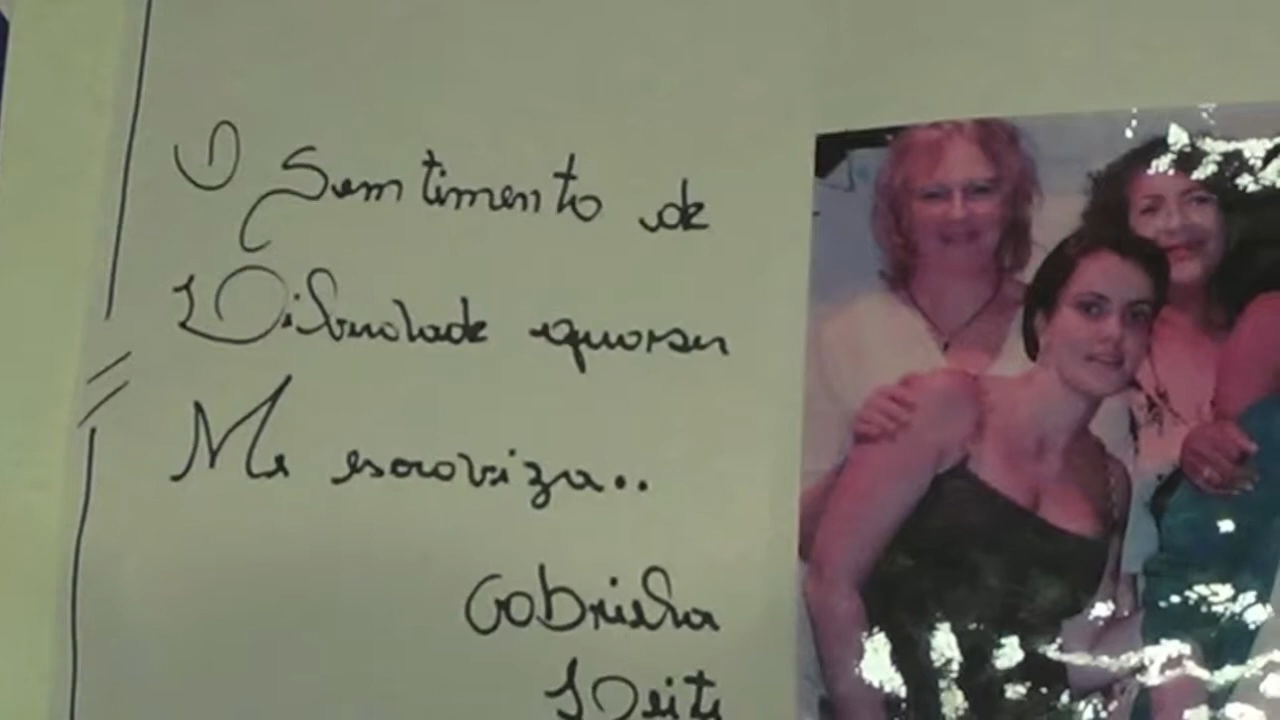 O Sentimento de
Liberdade quase
Me escraviza..
Gabriela
Leite